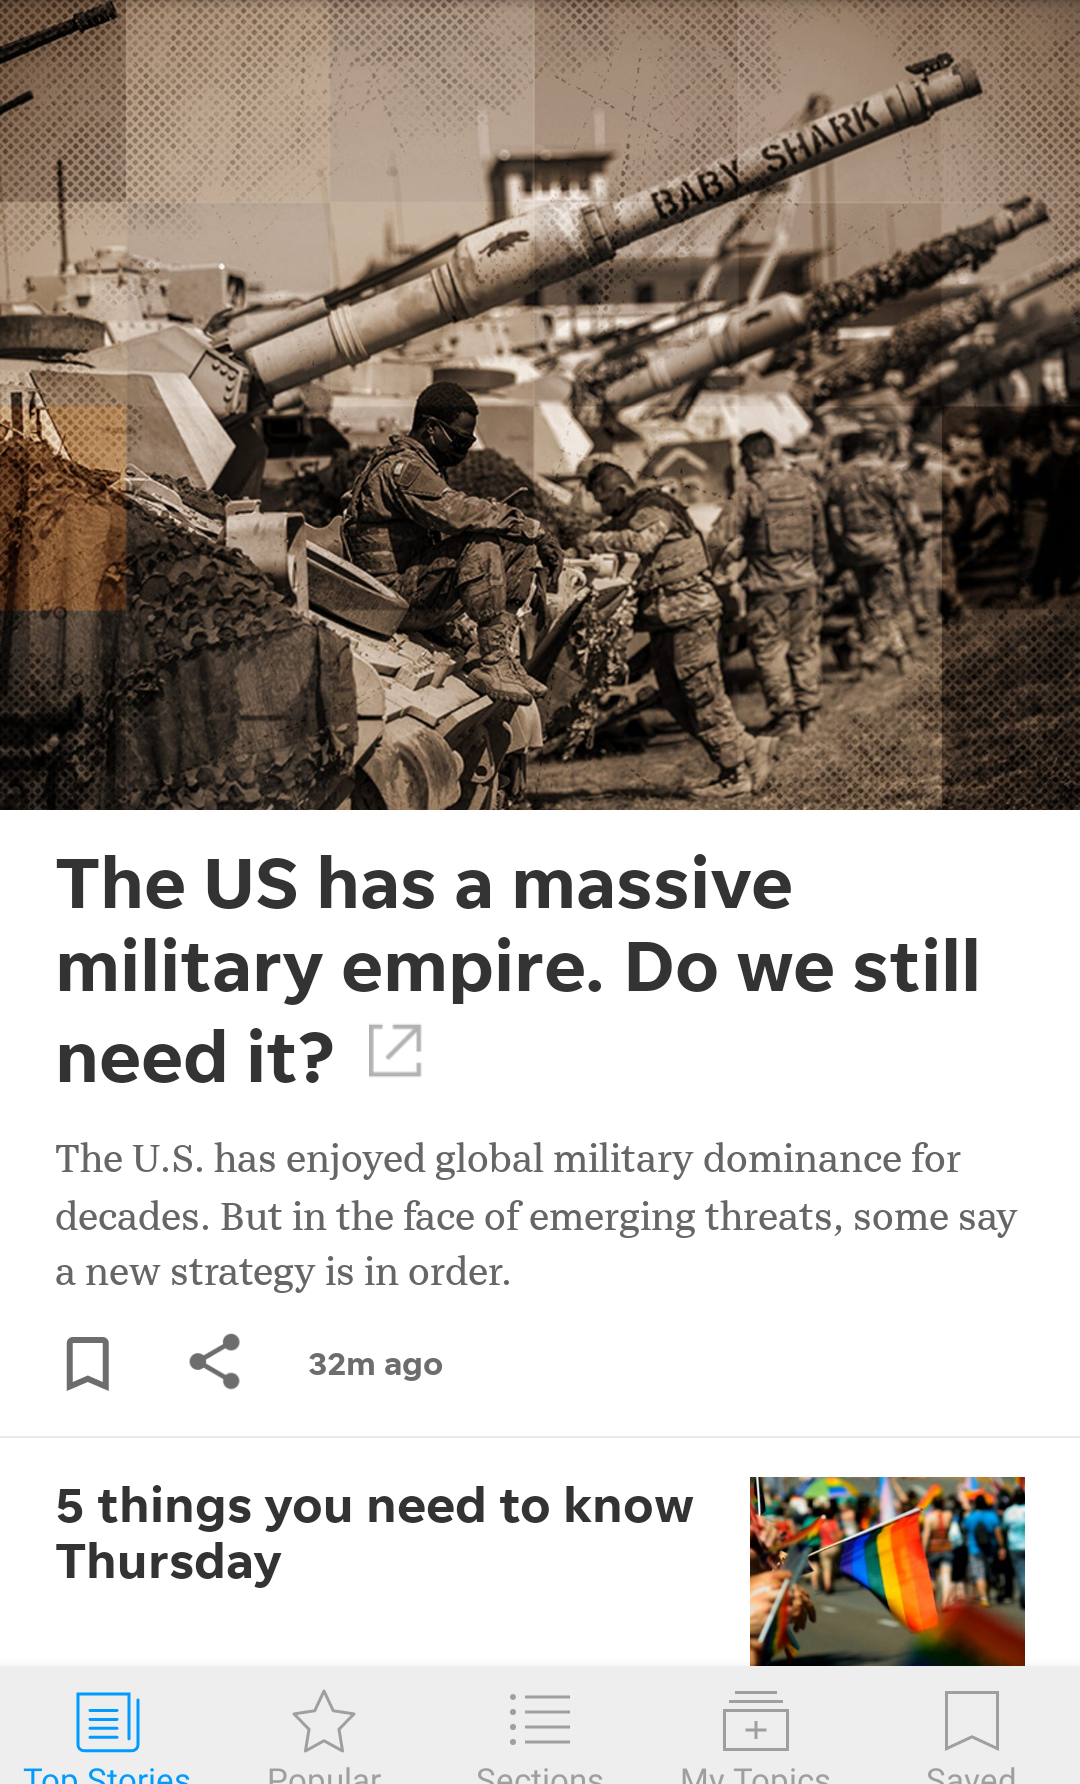 BABY SHARK
The US has a massive
military empire. Do we still
need it?
The U.S. has enjoyed global military dominance for
decades. But in the face of emerging threats, some say
a new strategy is in order.
32m ago
5 things you need to know
Thursday
Top Stories
Popular
Sections
My Topics
Saved